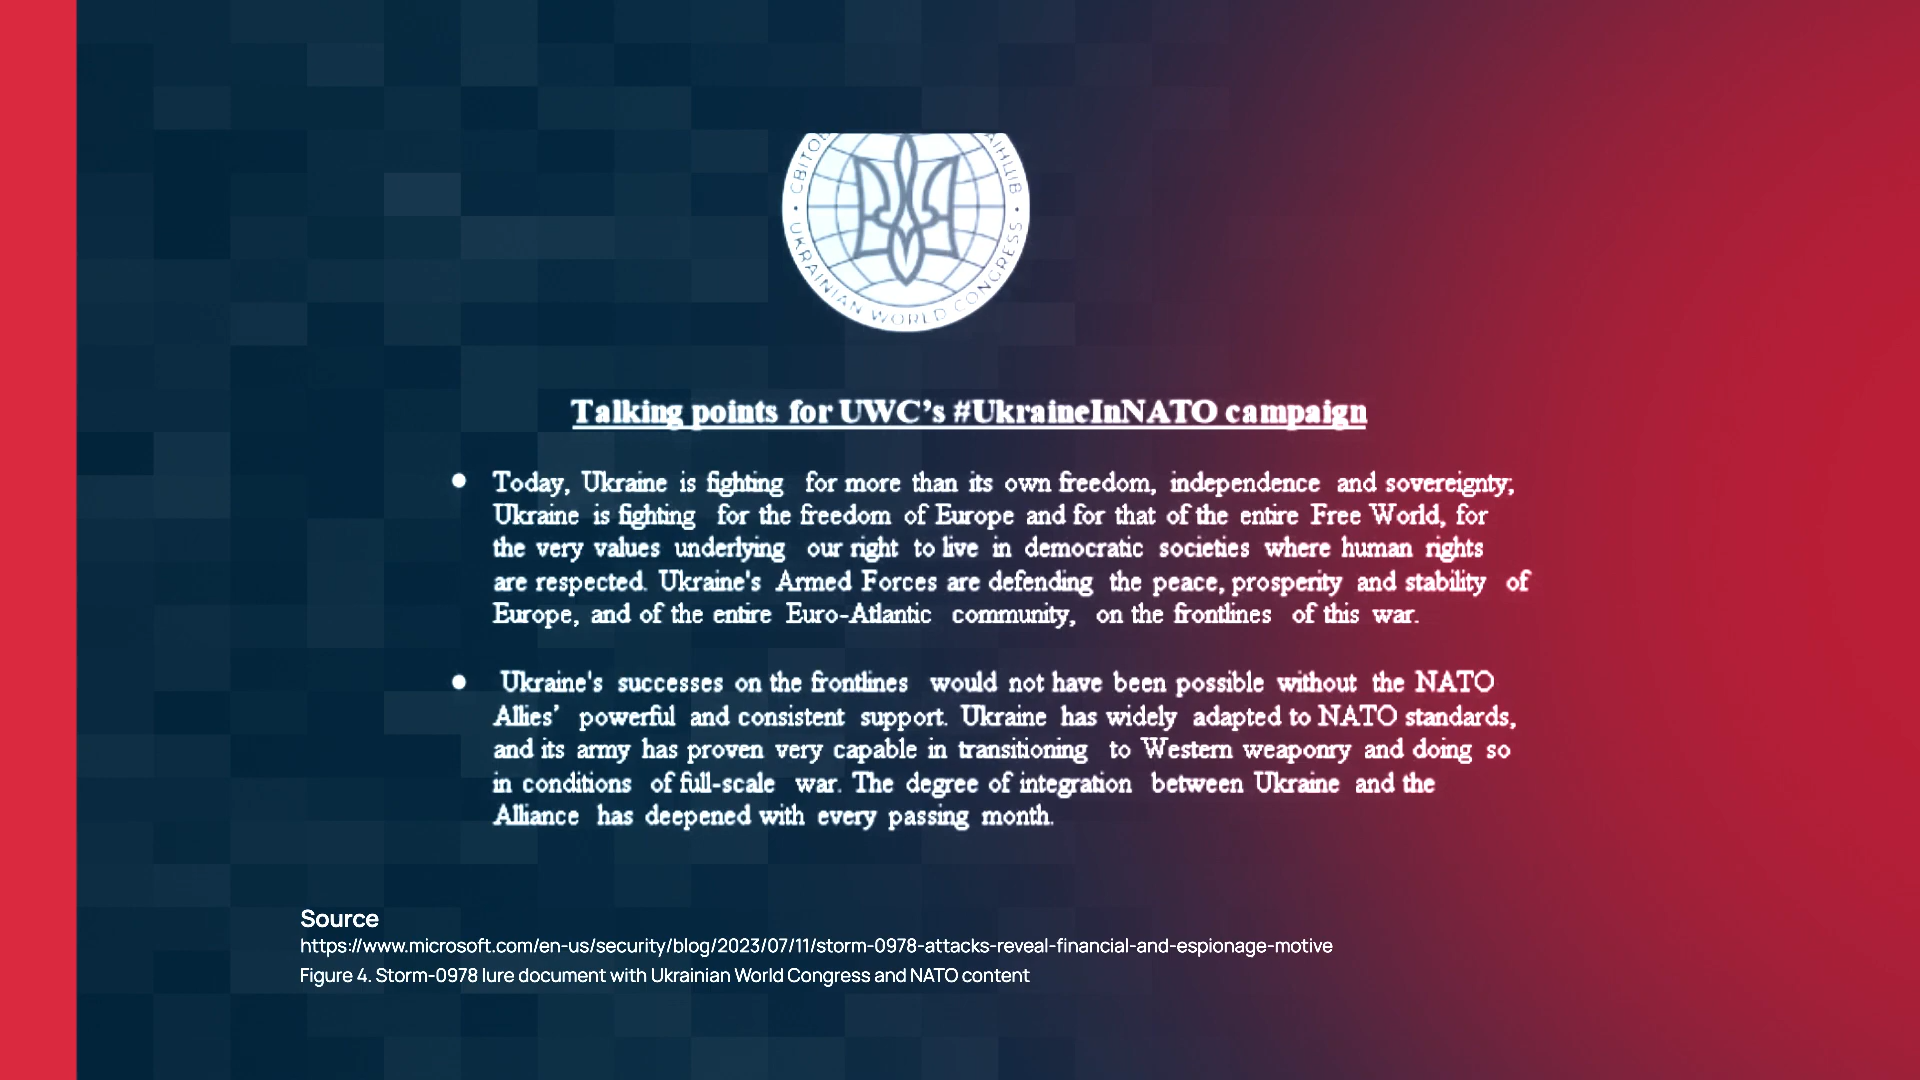 UKRAINIAN WORLD CONGRESS
Talking points for UWC’s #UkraineInNATO campaign
● Today, Ukraine is fighting for more than its own freedom, independence and sovereignty;
Ukraine is fighting for the freedom of Europe and for that of the entire Free World, for
the very values underlying our right to live in democratic societies where human rights
are respected. Ukraine's Armed Forces are defending the peace, prosperity and stability of
Europe, and of the entire Euro-Atlantic community, on the frontlines of this war.
● Ukraine's successes on the frontlines would not have been possible without the NATO
Allies’ powerful and consistent support. Ukraine has widely adapted to NATO standards,
and its army has proven very capable in transitioning to Western weaponry and doing so
in conditions of full-scale war. The degree of integration between Ukraine and the
Alliance has deepened with every passing month.
Source
https://www.microsoft.com/en-us/security/blog/2023/07/11/storm-0978-attacks-reveal-financial-and-espionage-motive
Figure 4. Storm-0978 lure document with Ukrainian World Congress and NATO content